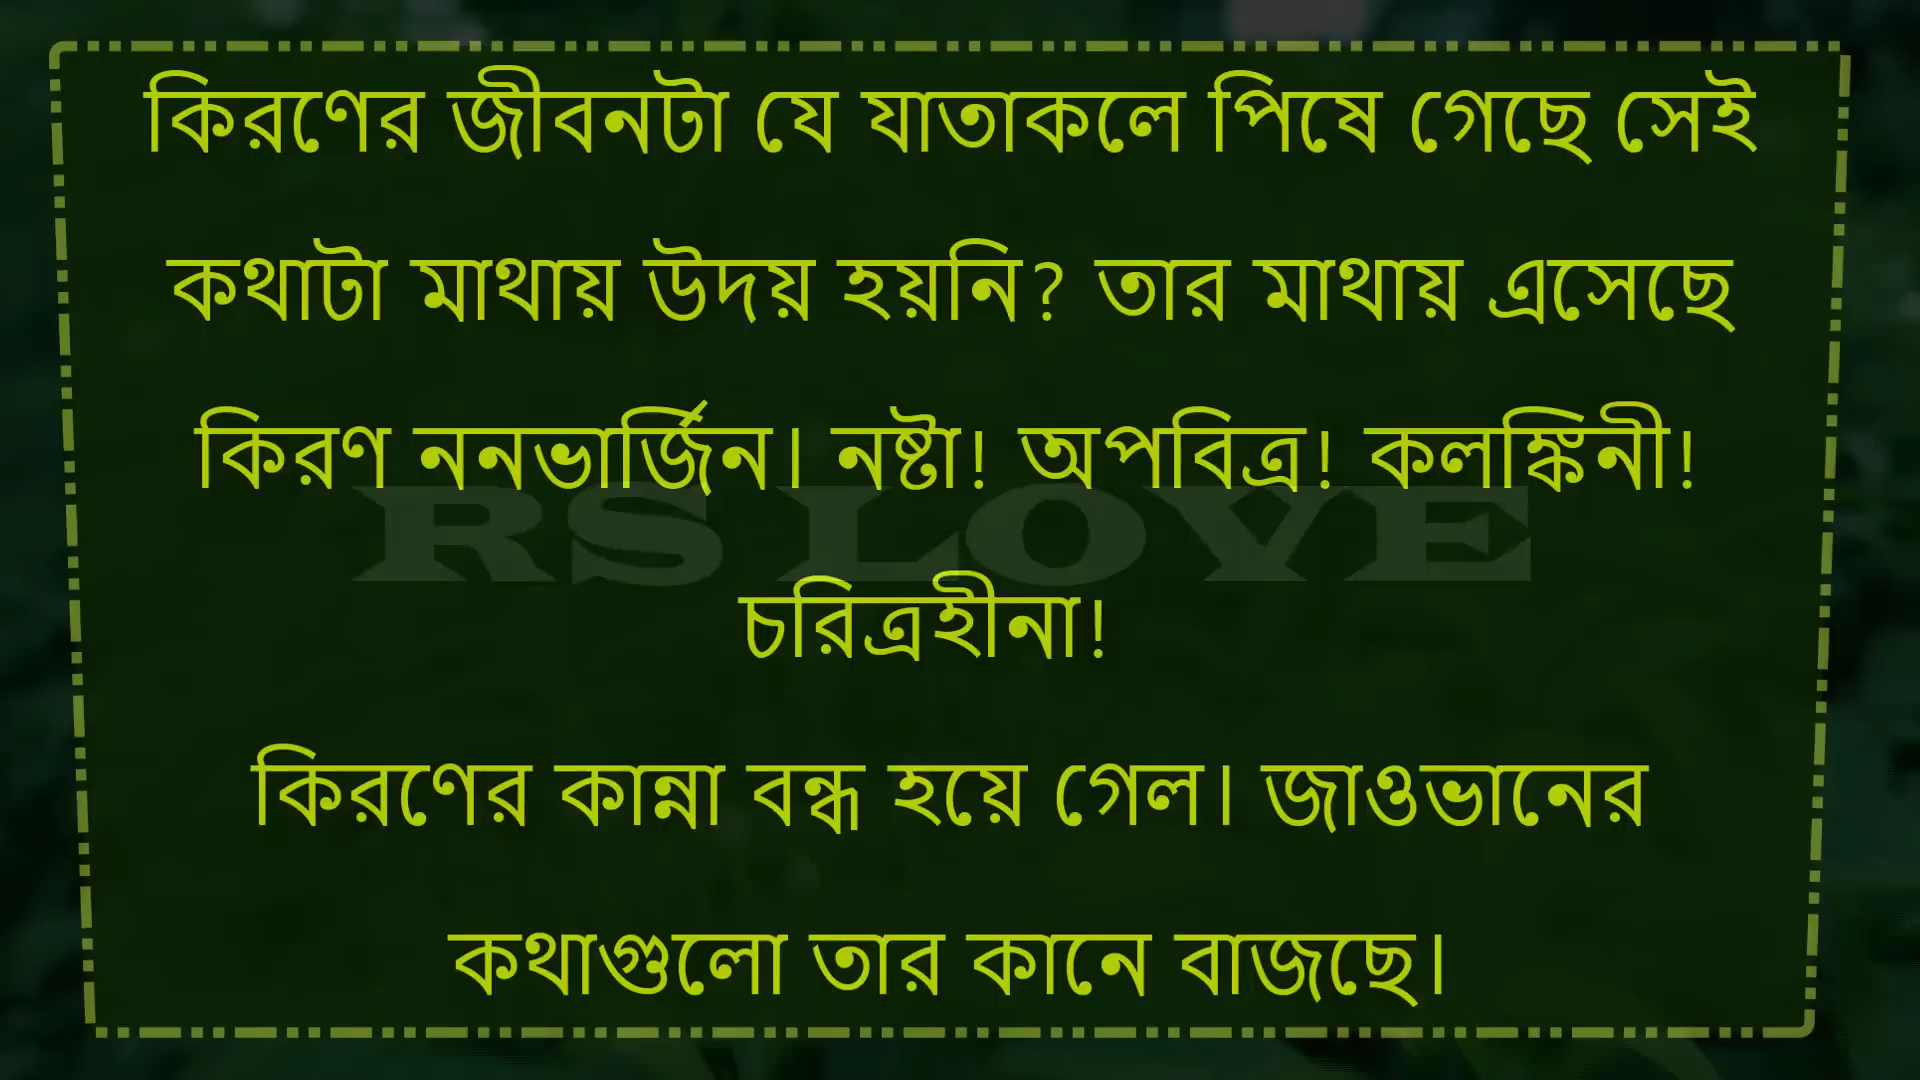 কিরণের জীবনটা যে যাতাকলে পিষে গেছে সেই
কথাটা মাথায় উদয় হয়নি? তার মাথায় এসেছে
কিরণ ননভার্জিন। নষ্টা! অপবিত্র! কলঙ্কিনী!
RS LOVE
চরিত্রহীনা!
কিরণের কান্না বন্ধ হয়ে গেল। জাওভানের
কথাগুলো তার কানে বাজছে।